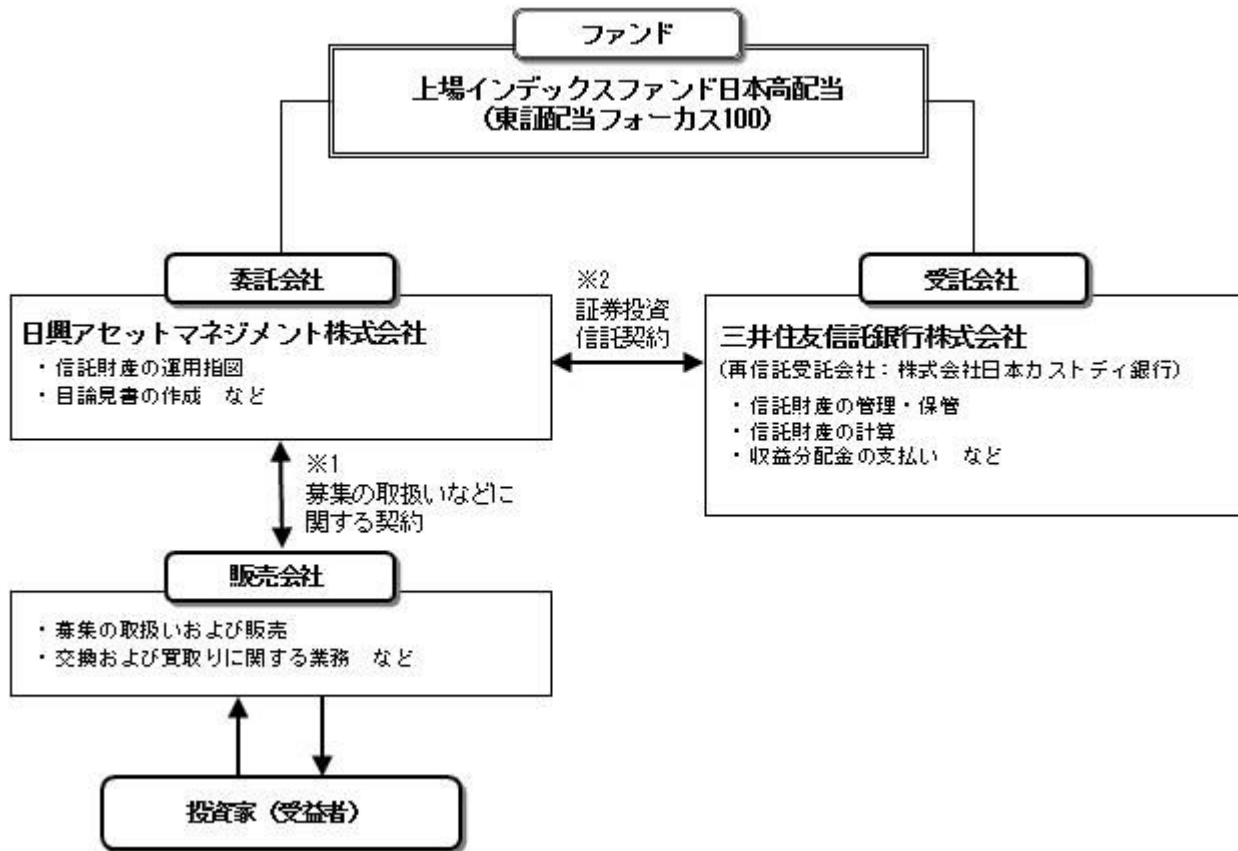 ファンド
上場インデックスファンド日本高配当
(東証配当フォーカス100)
委託会社
日興アセットマネジメント株式会社
・信託財産の運用指図
・目論見書の作成 など
※2
証券投資
信託契約
受託会社
三井住友信託銀行株式会社
(再信託受託会社：株式会社日本カストディ銀行)
・信託財産の管理・保管
・信託財産の計算
・収益分配金の支払い など
※1
募集の取扱いなどに
関する契約
販売会社
・募集の取扱いおよび販売
・交換および買取りに関する業務 など
投資家（受益者）